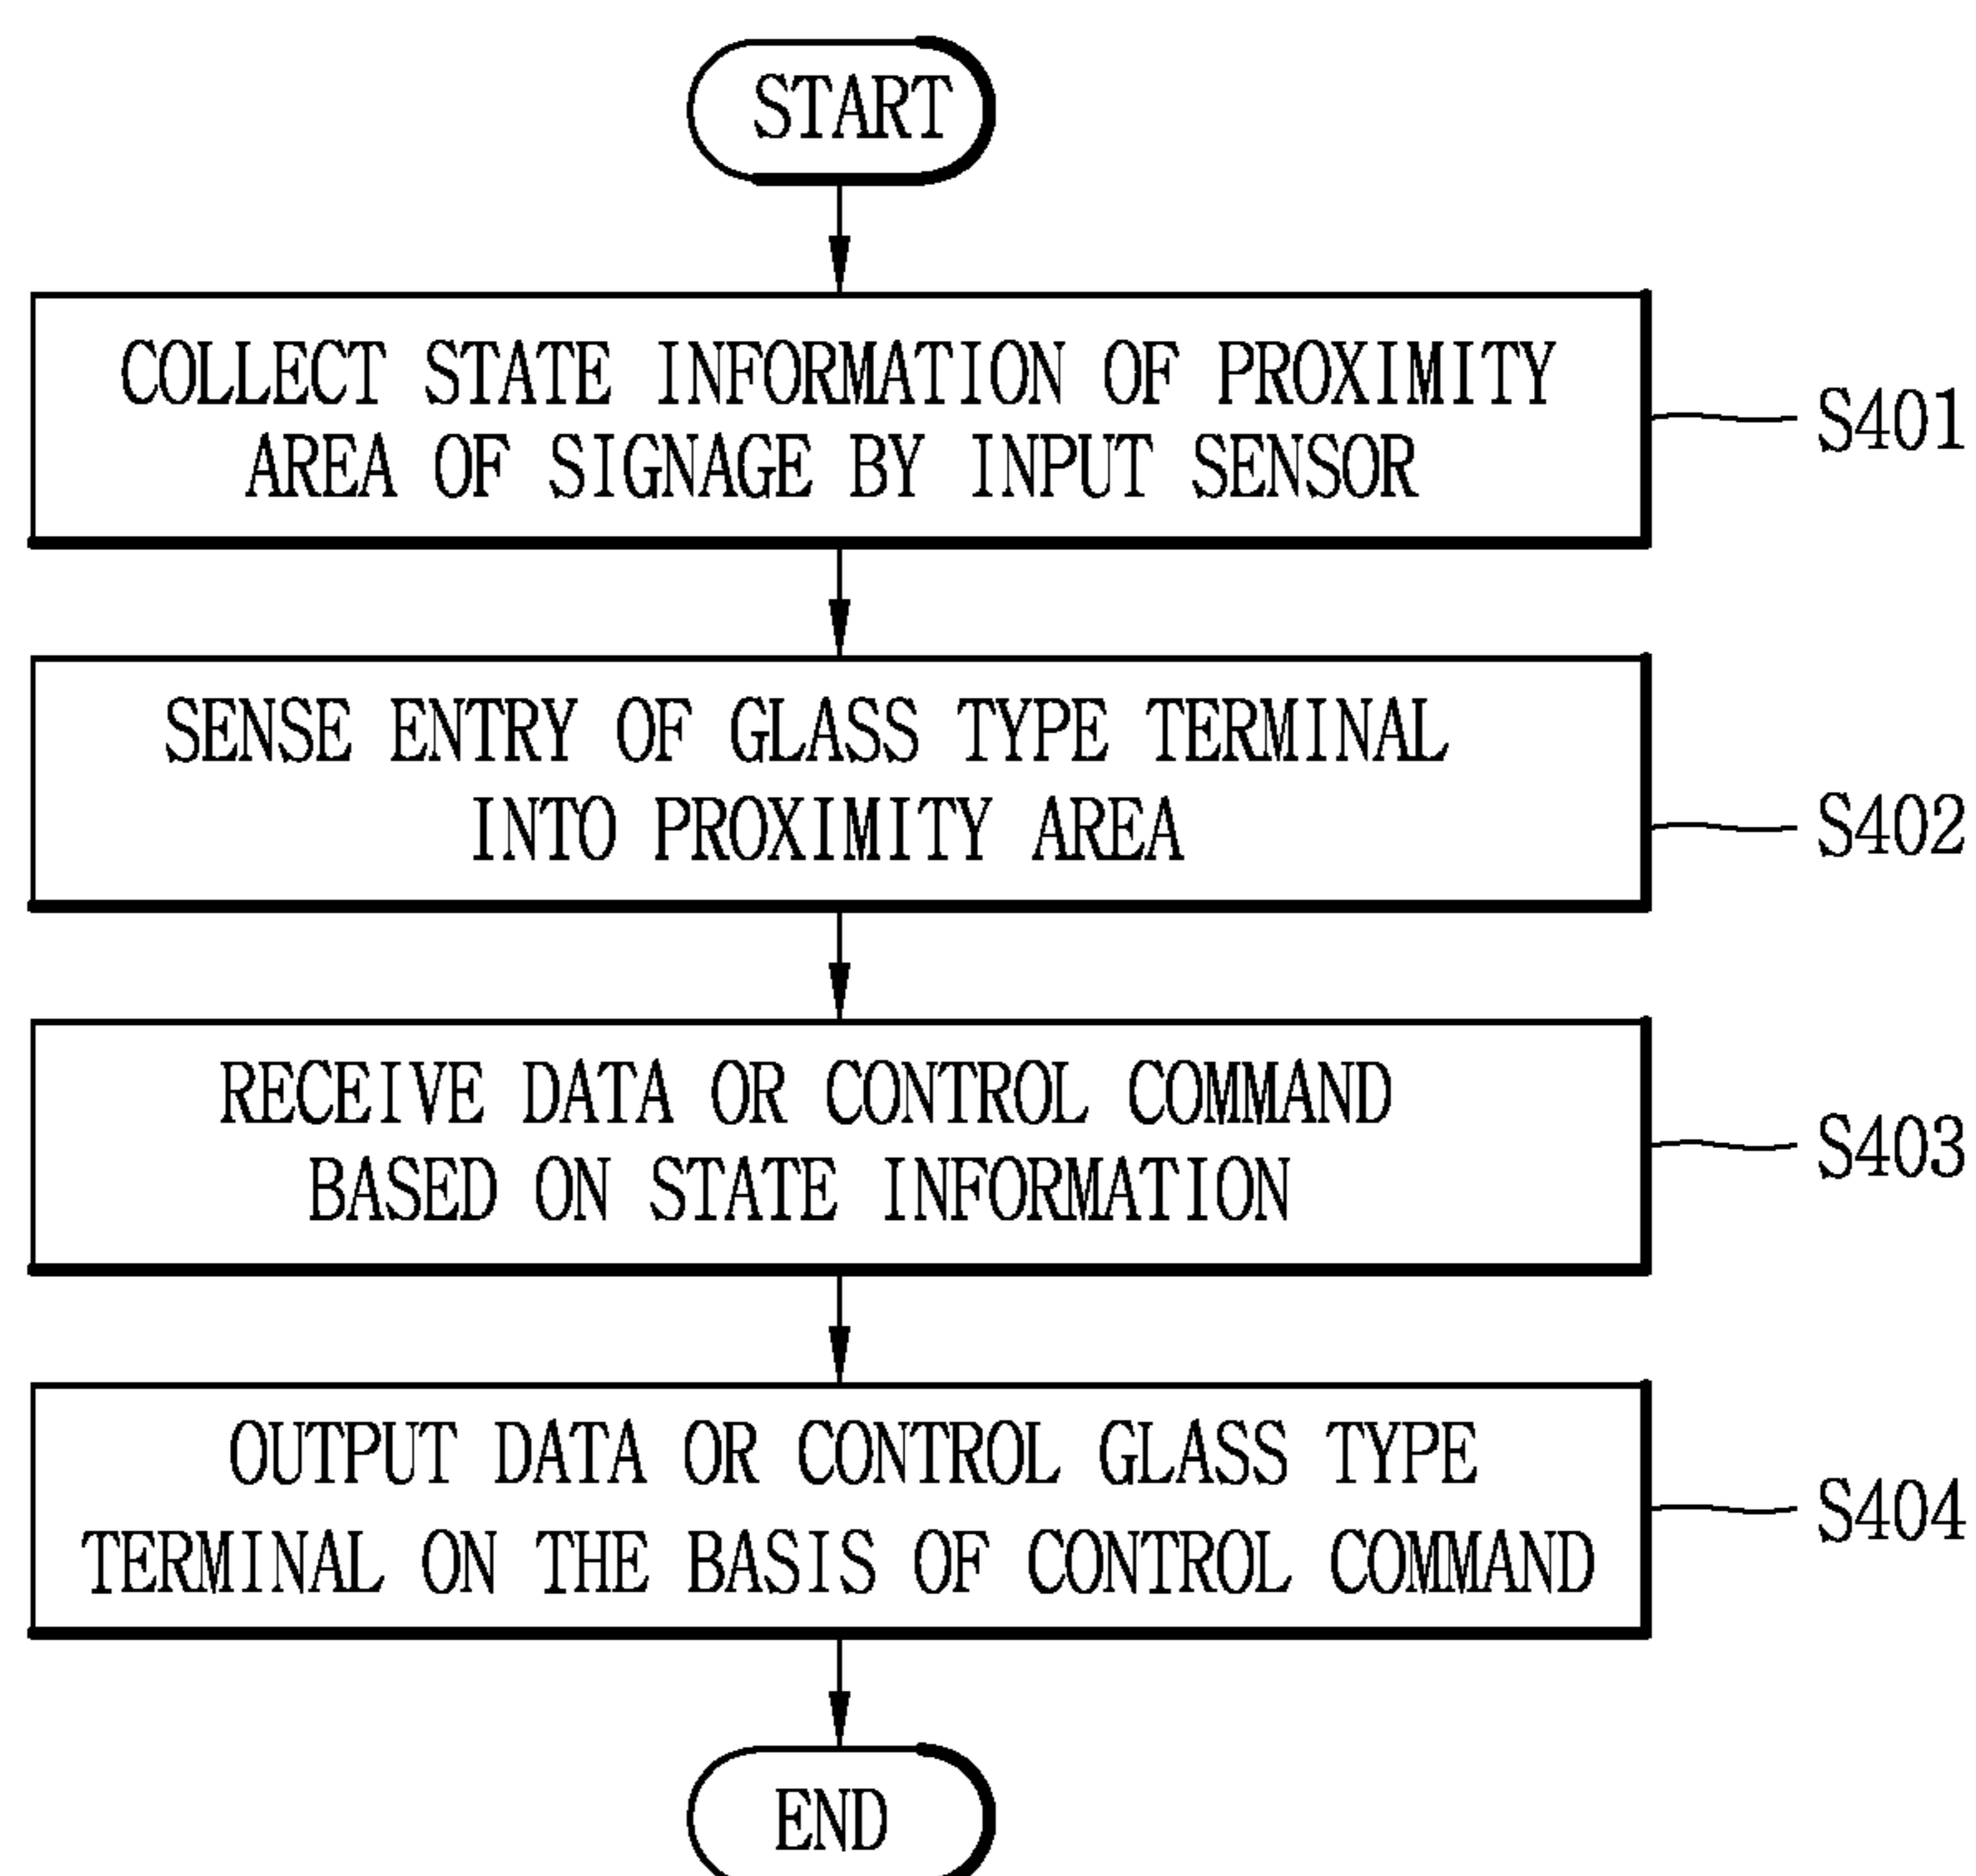 START
COLLECT STATE INFORMATION OF PROXIMITY
AREA OF SIGNAGE BY INPUT SENSOR
S401
SENSE ENTRY OF GLASS TYPE TERMINAL
INTO PROXIMITY AREA
S402
RECEIVE DATA OR CONTROL COMMAND
BASED ON STATE INFORMATION
S403
OUTPUT DATA OR CONTROL GLASS TYPE
TERMINAL ON THE BASIS OF CONTROL COMMAND
S404
END